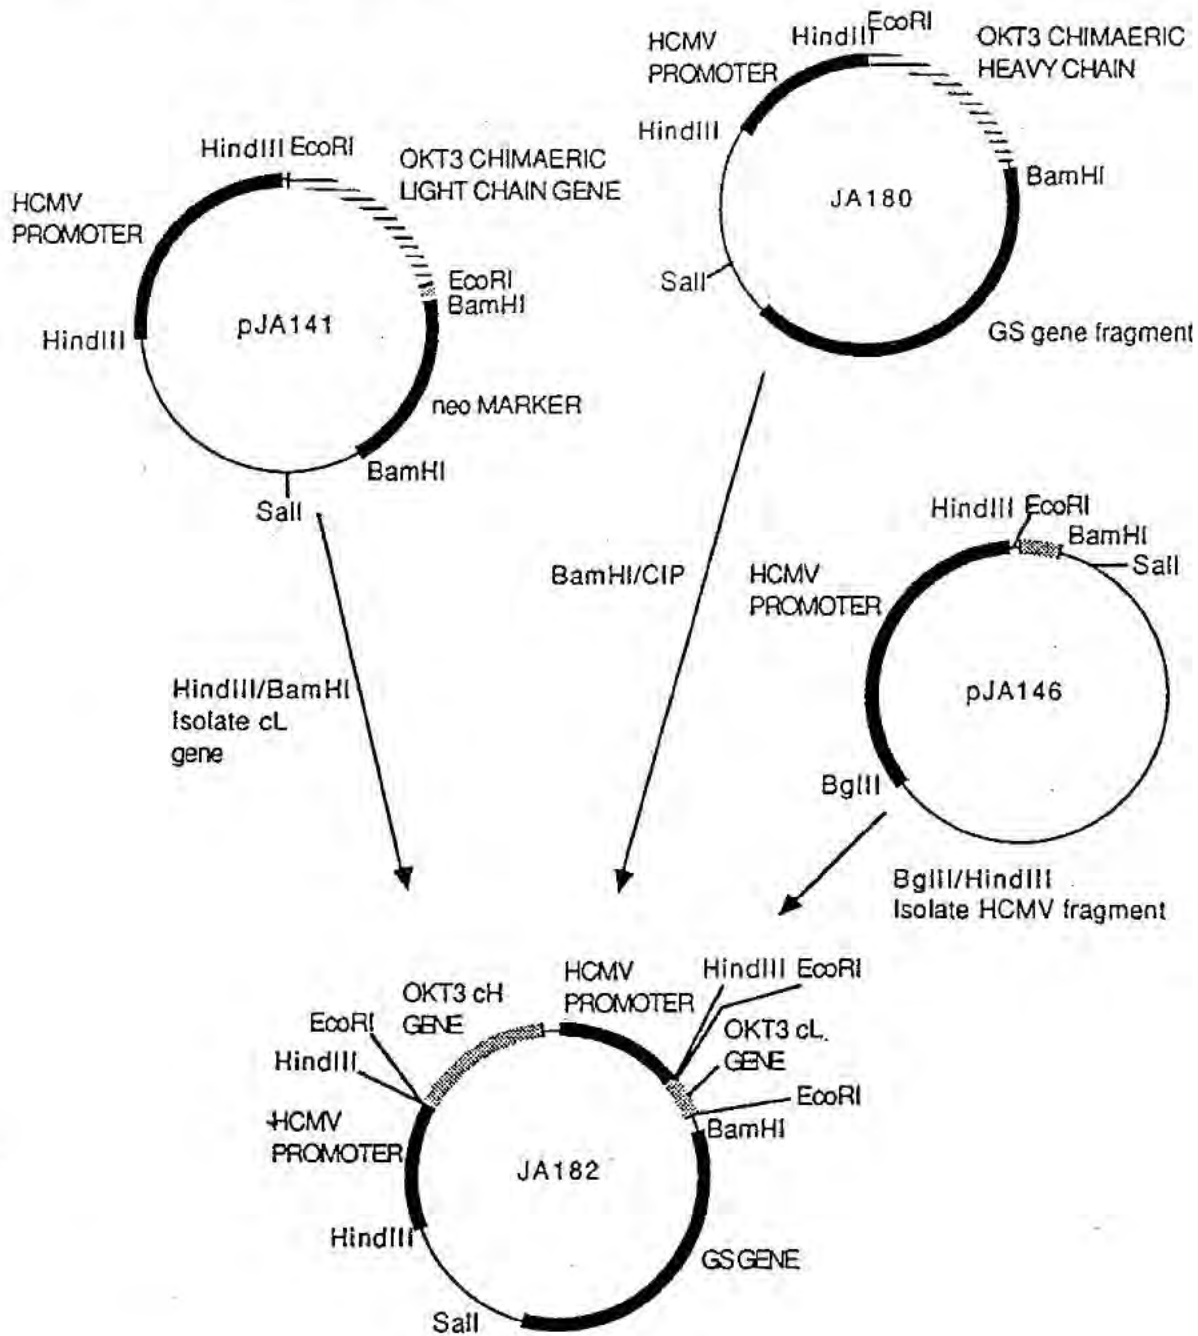 HCMV
PROMOTER
HindIII
EcoRI
OKT3 CHIMAERIC
HEAVY CHAIN
HindIII
BamHI
JA180
SalI
GS gene fragment
HindIII EcoRI
OKT3 CHIMAERIC
LIGHT CHAIN GENE
HCMV
PROMOTER
EcoRI
BamHI
pJA141
HindIII
neo MARKER
BamHI
SalI
HindIII EcoRI
BamHI
SalI
HCMV
PROMOTER
pJA146
BglII
BamHI/CIP
HindIII/BamHI
Isolate cL
gene
BglII/HindIII
Isolate HCMV fragment
HCMV
PROMOTER
HindIII EcoRI
OKT3 cH
GENE
OKT3 cL.
GENE
EcoRI
HindIII
EcoRI
BamHI
HCMV
PROMOTER
JA182
HindIII
GS GENE
SalI